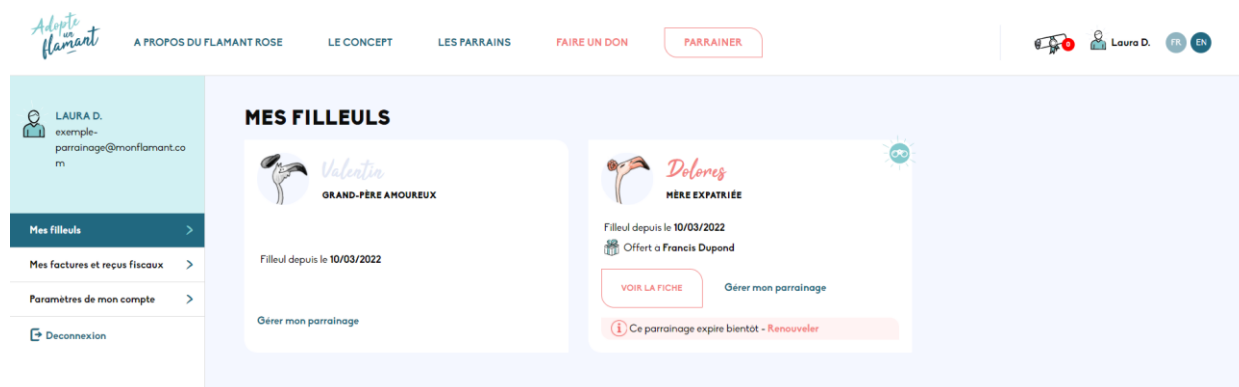 Adopte
un
flamant
A PROPOS DU FLAMANT ROSE
LE CONCEPT
LES PARRAINS
FAIRE UN DON
PARRAINER
0
Laura D.
FR
EN
LAURA D.
exemple-
parrainage@monflamant.co
m
Mes filleuls
Mes factures et reçus fiscaux
Paramètres de mon compte
Deconnexion
MES FILLEULS
Valentin
GRAND-PÈRE AMOUREUX
Filleul depuis le 10/03/2022
Gérer mon parrainage
Dolores
MÈRE EXPATRIÉE
Filleul depuis le 10/03/2022
Offert a Francis Dupond
VOIR LA FICHE
Gérer mon parrainage
Ce parrainage expire bientôt - Renouveler